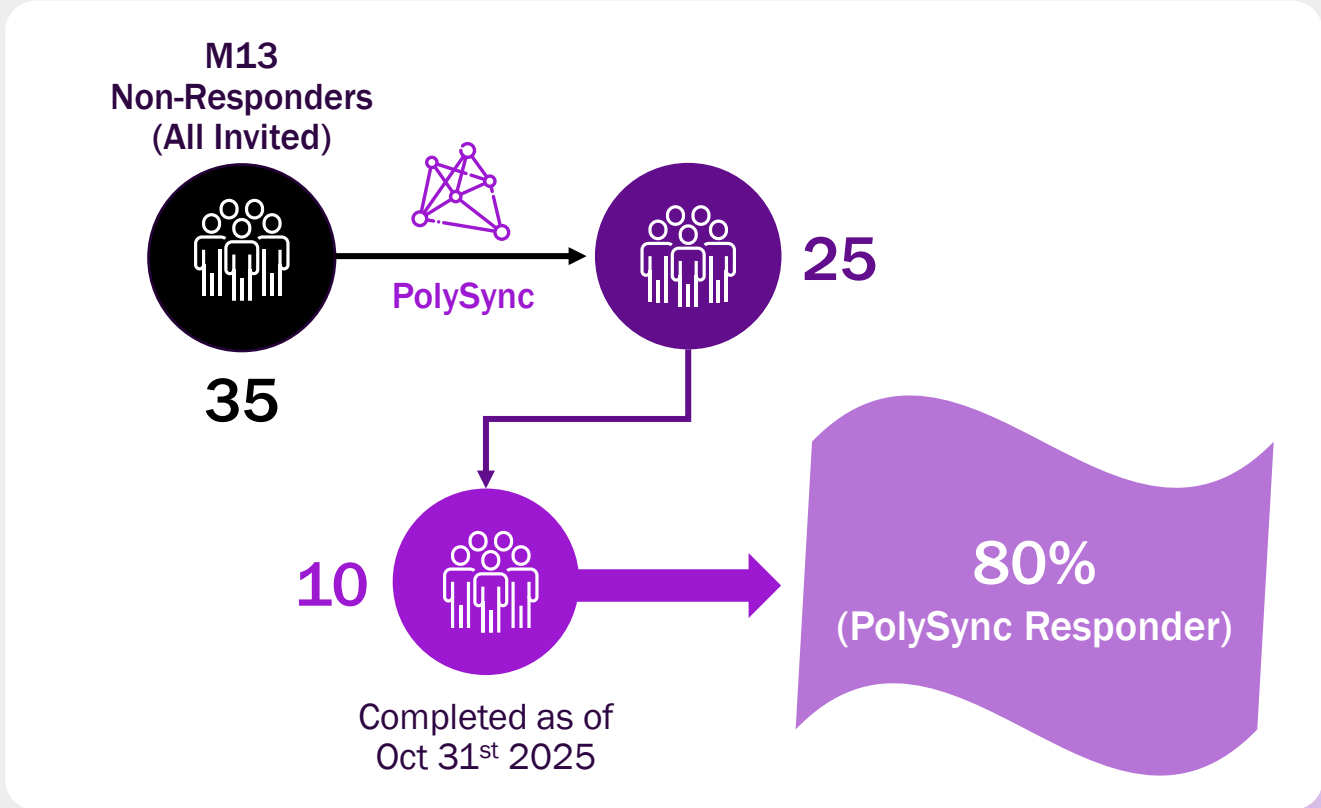 M13
Non-Responders
(All Invited)
PolySync
25
35
10
80%
(PolySync Responder)
Completed as of
Oct 31st 2025